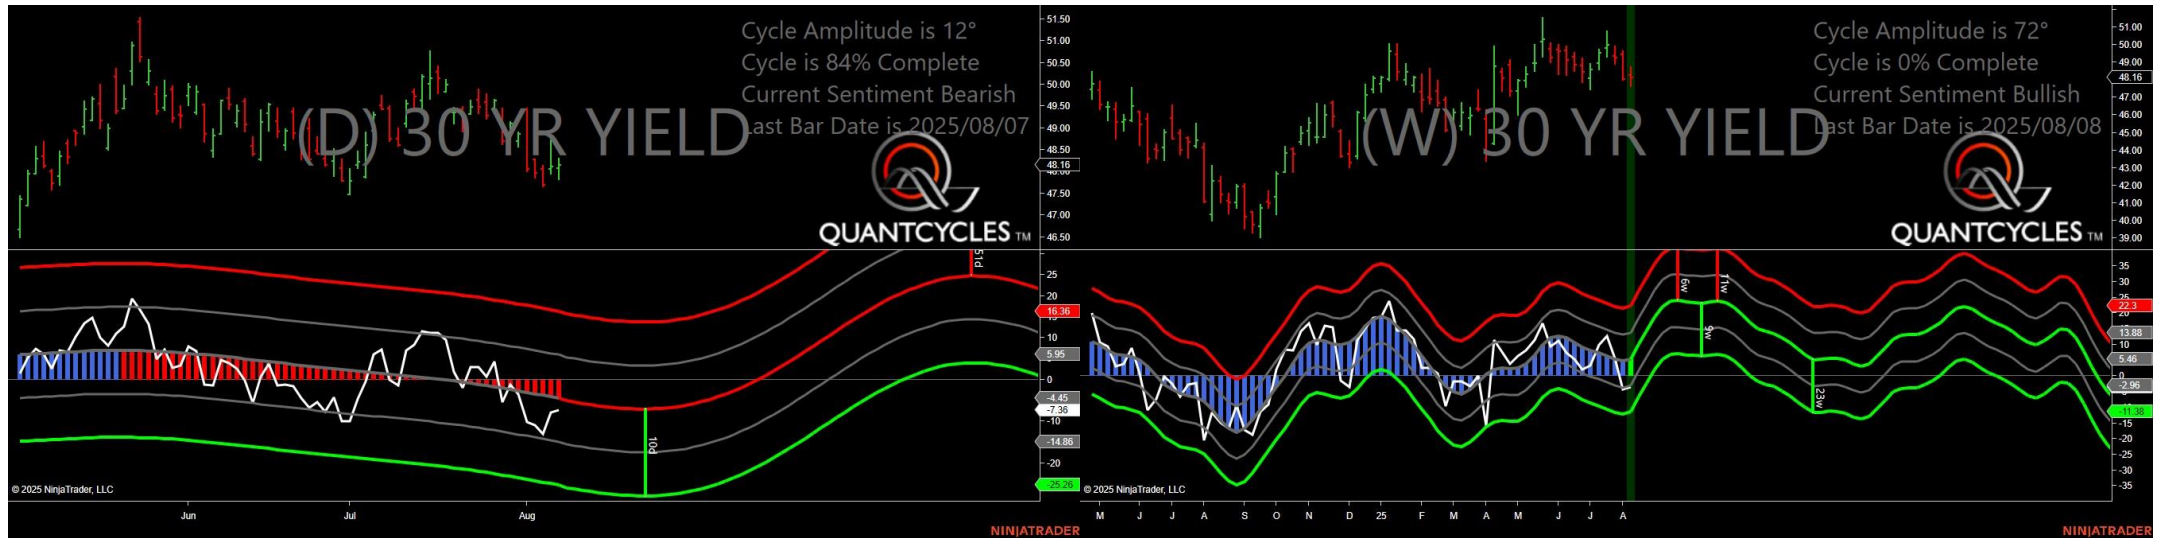 Cycle Amplitude is 12°
Cycle is 84% Complete
Current Sentiment Bearish
Last Bar Date is 2025/08/07
(D) 30 YR YIELD
QUANTCYCLES TM
51.50
51.00
50.50
50.00
49.50
49.00
48.50
48.16
48.00
47.50
47.00
46.50
51d
10d
25
20
16.36
15
10
5.95
0
-4.45
-7.36
-10
-14.86
-20
-25.26
© 2025 NinjaTrader, LLC
Jun
Jul
Aug
NINJATRADER
Cycle Amplitude is 72°
Cycle is 0% Complete
Current Sentiment Bullish
Last Bar Date is 2025/08/08
(W) 30 YR YIELD
QUANTCYCLES TM
51.00
50.00
49.00
48.16
47.00
46.00
45.00
44.00
43.00
42.00
41.00
40.00
39.00
6w
11w
9w
23w
35
30
25
22.3
13.88
10
5.46
0
-2.96
-11.38
-15
-20
-25
-30
-35
© 2025 NinjaTrader, LLC
M
J
J
A
S
O
N
D
25
F
M
A
M
J
J
A
NINJATRADER